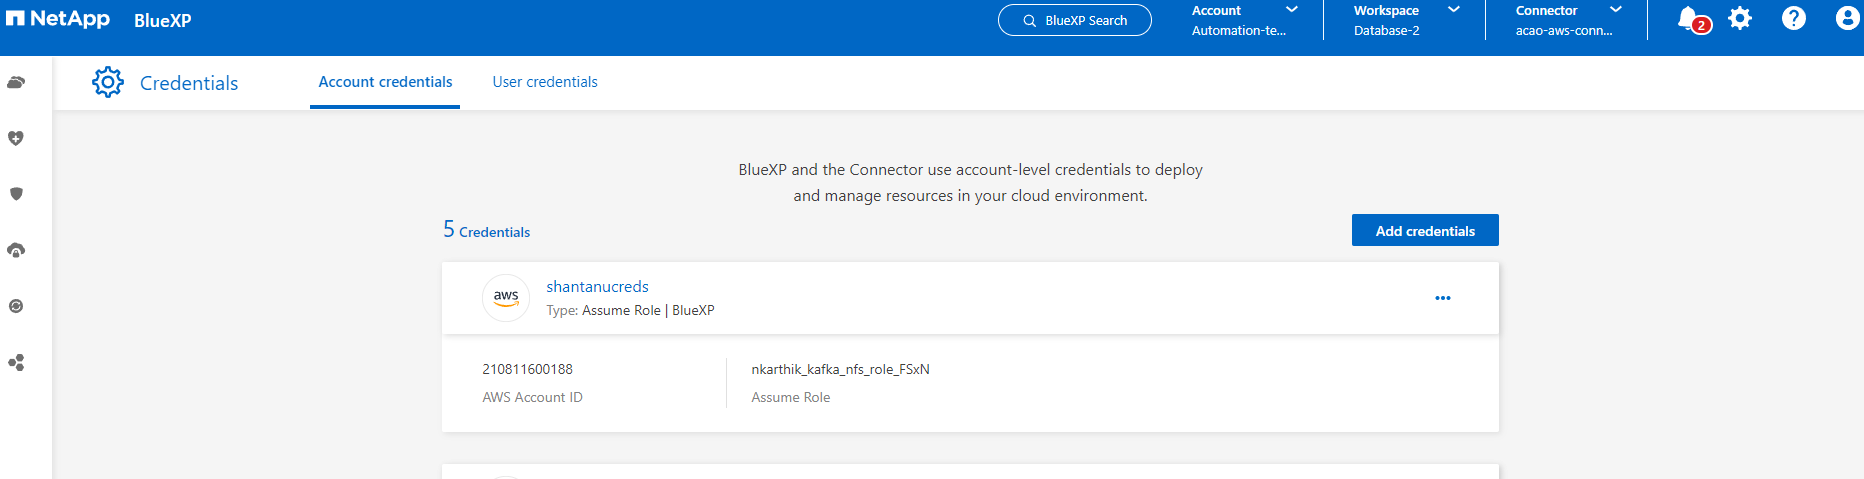 NetApp BlueXP
BlueXP Search
Account
Automation-te...
Workspace
Database-2
Connector
acao-aws-conn...
2
Credentials
Account credentials
User credentials
BlueXP and the Connector use account-level credentials to deploy
and manage resources in your cloud environment.
5 Credentials
Add credentials
aws
shantanucreds
Type: Assume Role | BlueXP
210811600188
AWS Account ID
nkarthik_kafka_nfs_role_FSxN
Assume Role